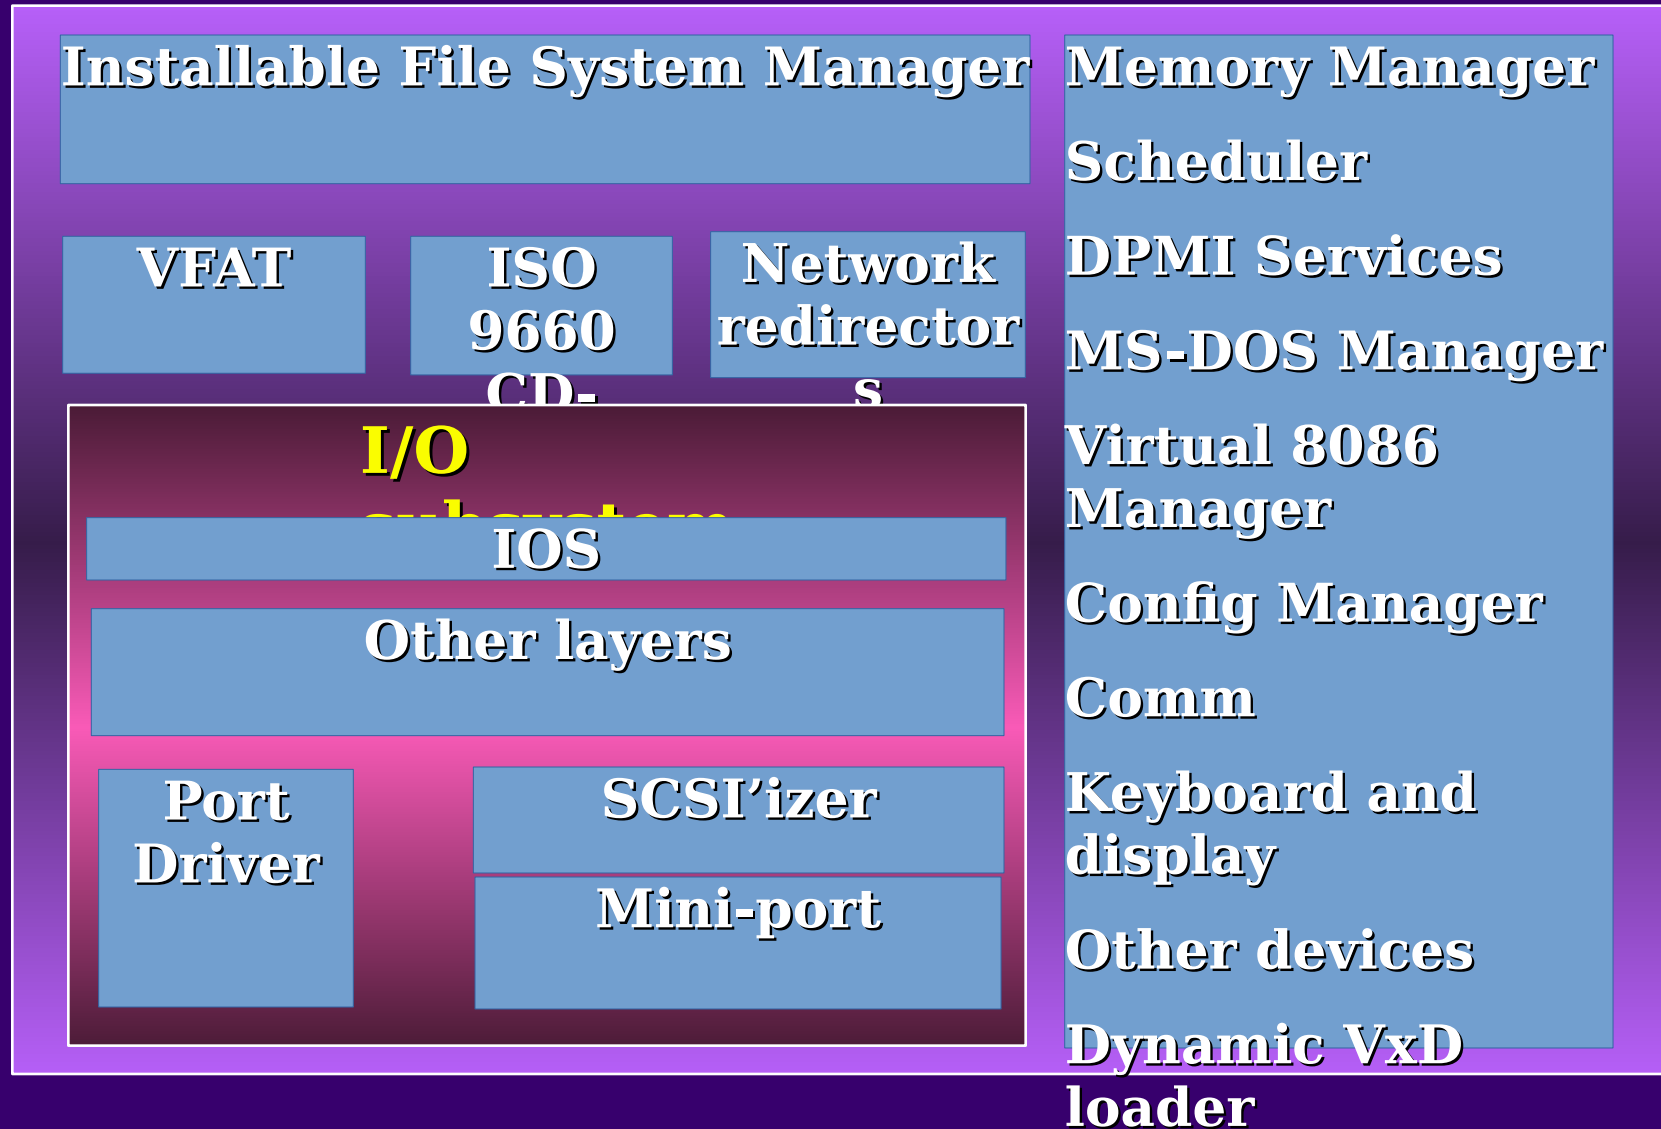 Installable File System Manager
VFAT
ISO
9660
CD-
Network
redirector
s
I/O
subsystem
IOS
Other layers
Port
Driver
SCSI’izer
Mini-port
Memory Manager
Scheduler
DPMI Services
MS-DOS Manager
Virtual 8086
Manager
Config Manager
Comm
Keyboard and
display
Other devices
Dynamic VxD
loader